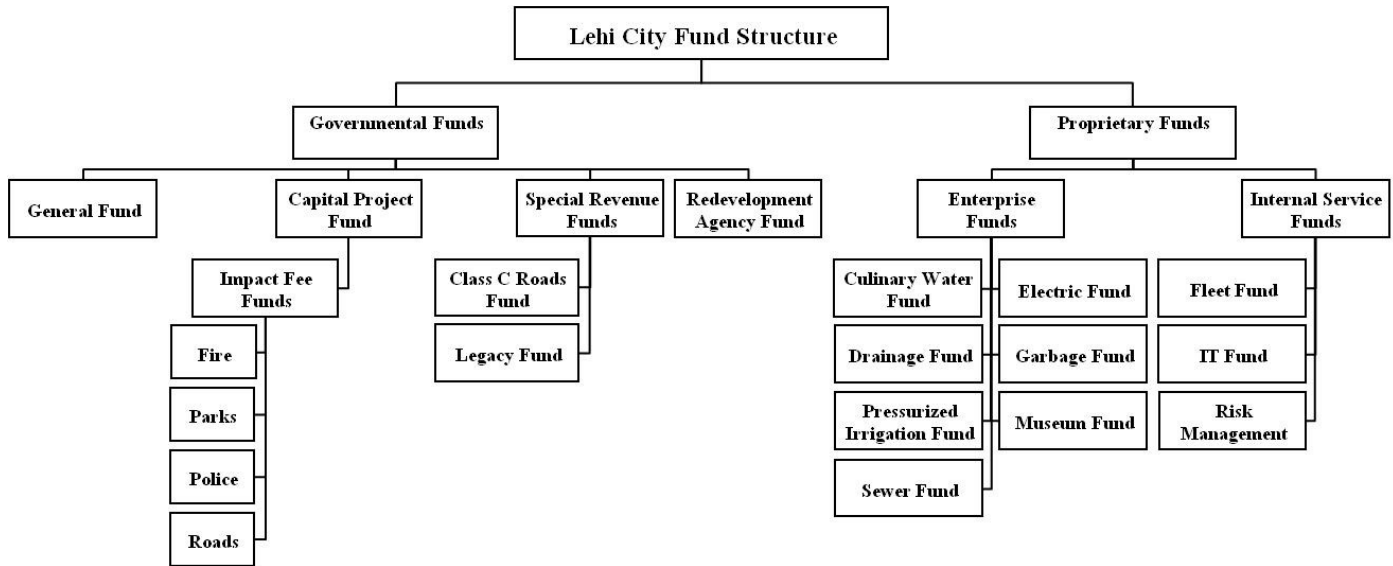 Lehi City Fund Structure
Governmental Funds
Proprietary Funds
General Fund
Capital Project
Fund
Special Revenue
Funds
Redevelopment
Agency Fund
Enterprise
Funds
Internal Service
Funds
Impact Fee
Funds
Fire
Parks
Police
Roads
Class C Roads
Fund
Legacy Fund
Culinary Water
Fund
Drainage Fund
Pressurized
Irrigation Fund
Sewer Fund
Electric Fund
Garbage Fund
Museum Fund
Fleet Fund
IT Fund
Risk
Management